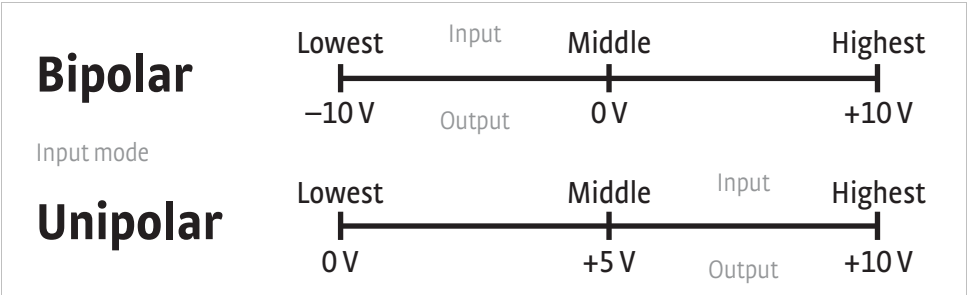 Lowest Input Middle Highest
Bipolar
–10 V Output 0 V +10 V
Input mode
Lowest Middle Input Highest
Unipolar
0 V +5 V Output +10 V